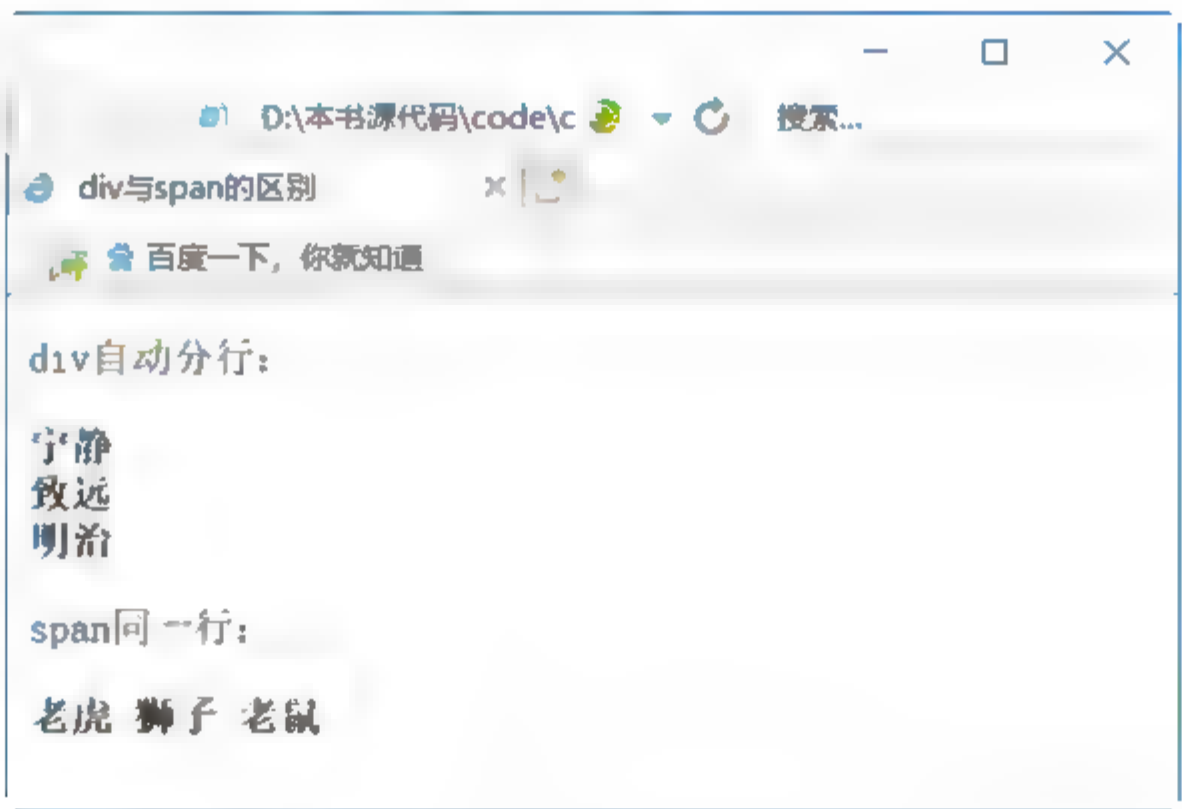 D:\本书源代码\code\c 搜索...
div与span的区别
百度一下，你就知道
div自动分行：
宁静
致远
明治
span同一行：
老虎 狮子 老鼠